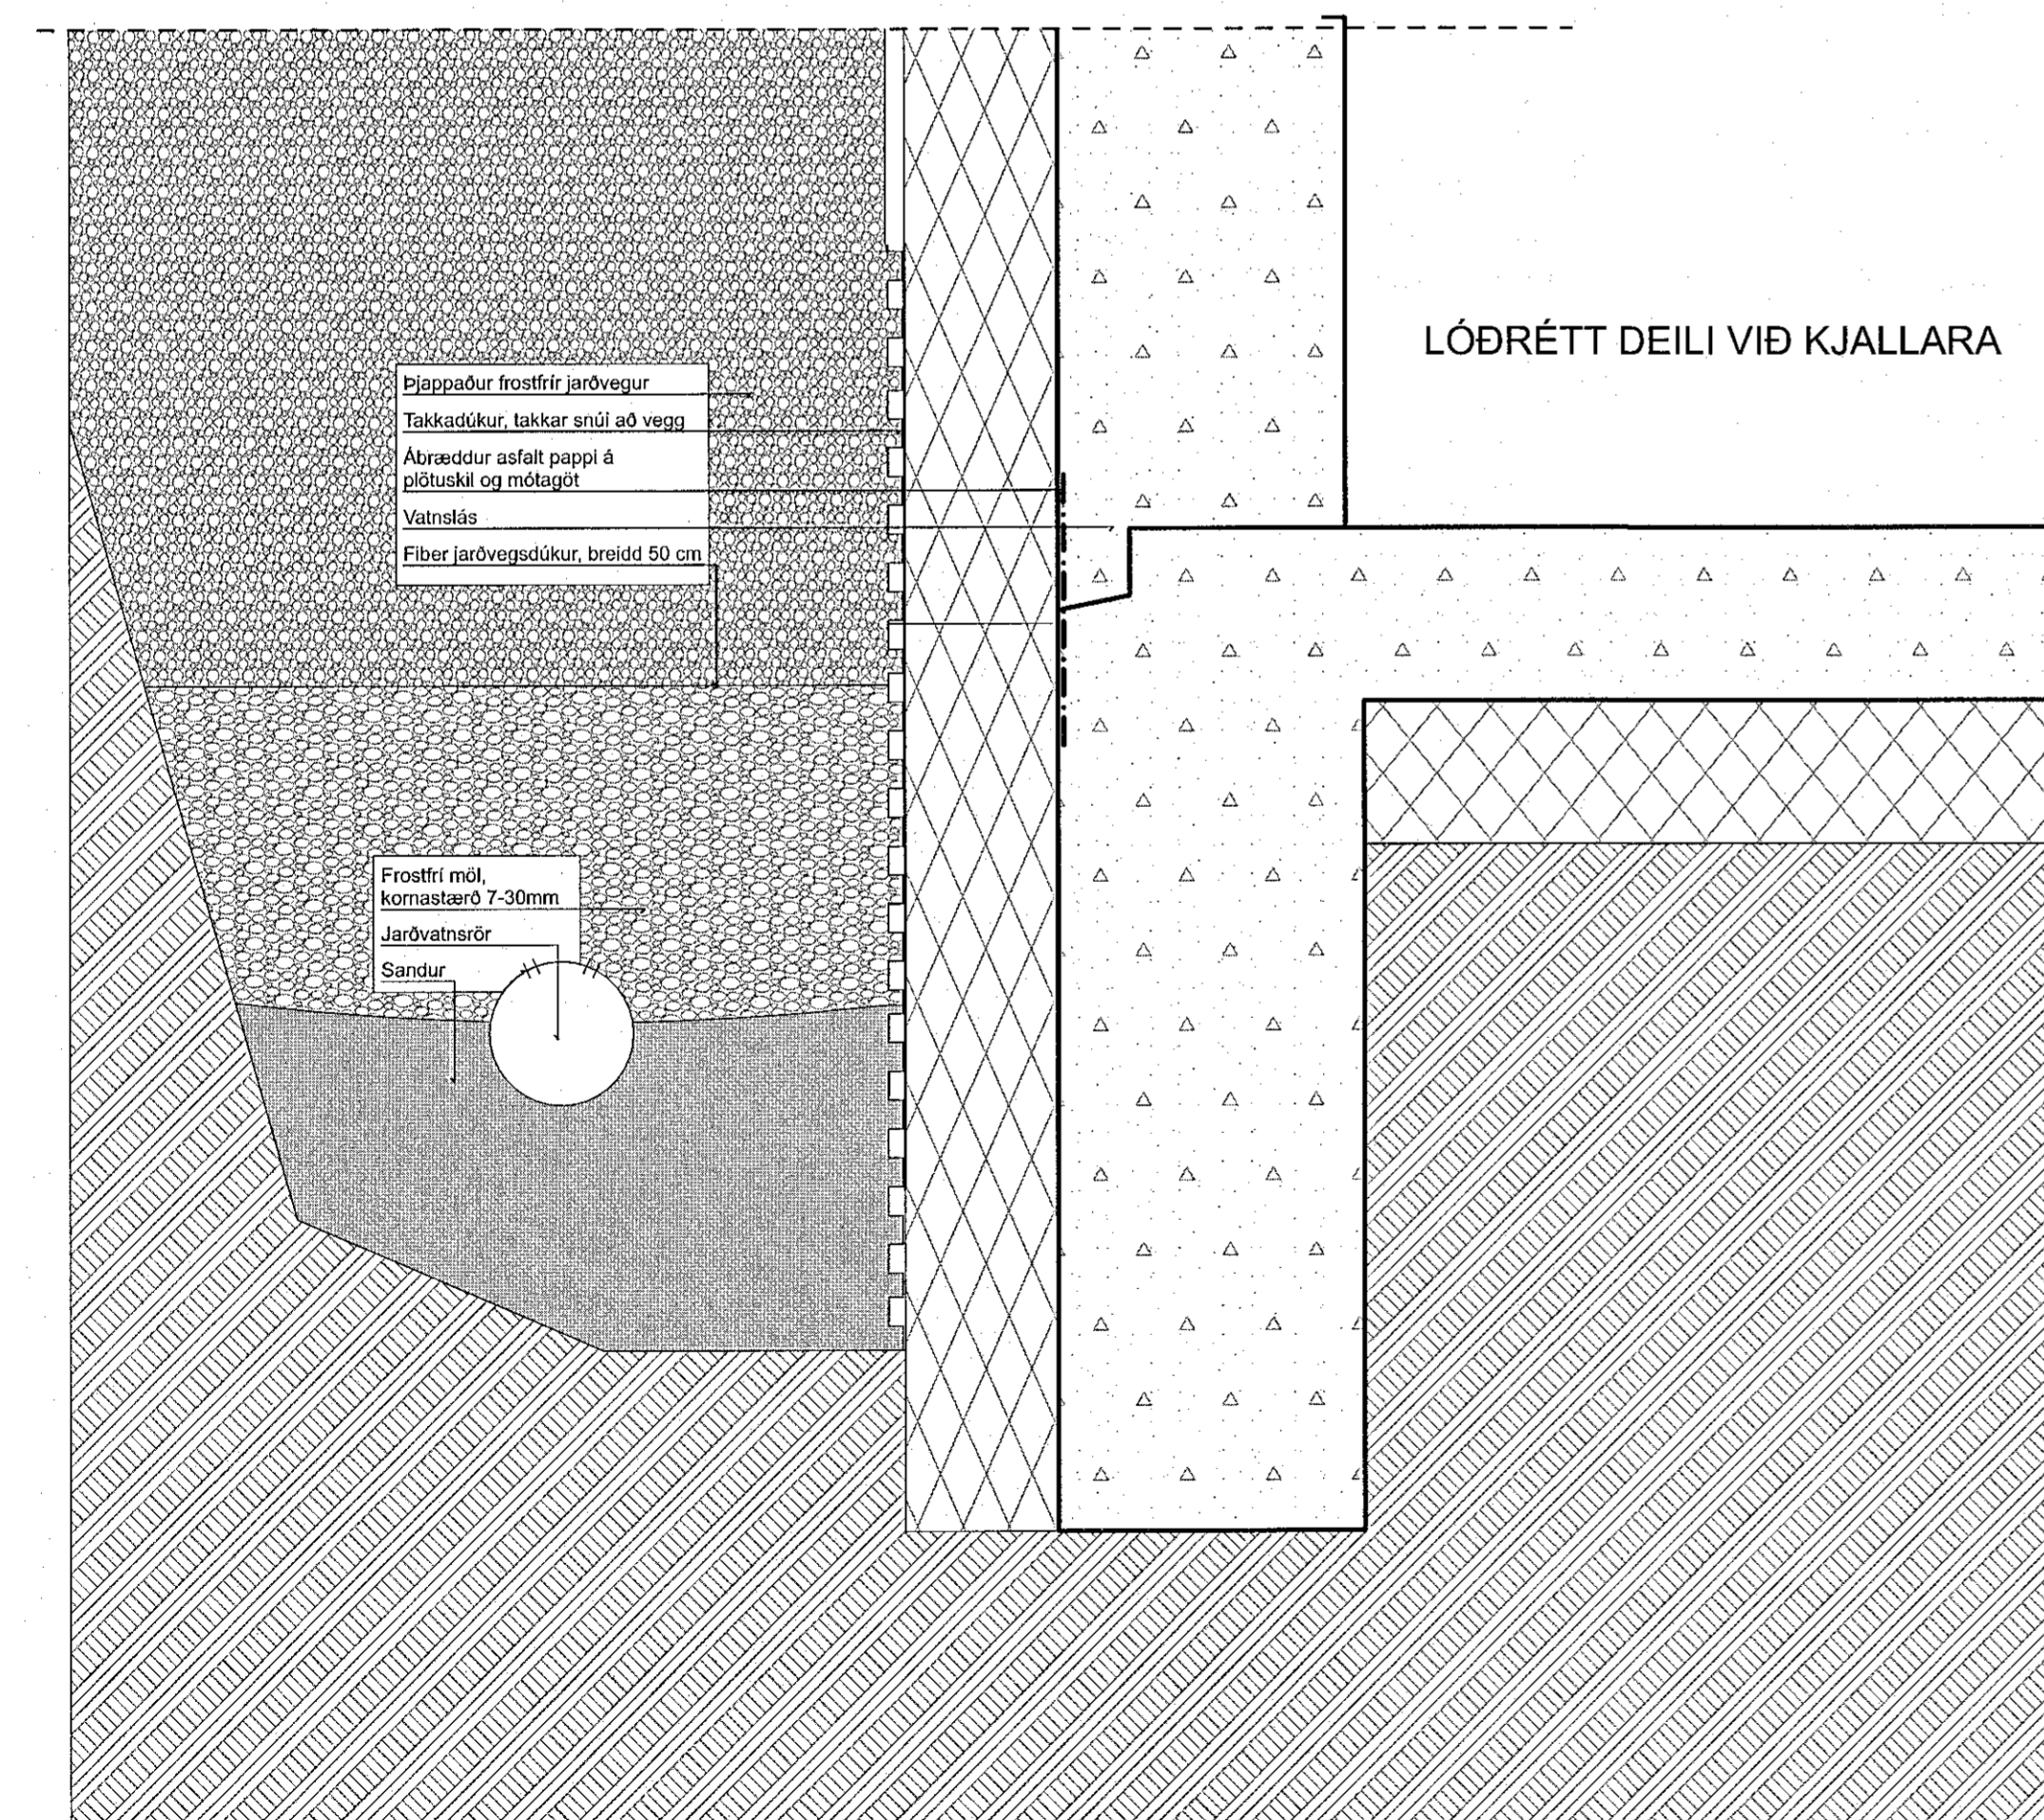 LÓÐRÉTT DEILI VIÐ KJALLARA
Þjappaður frostfrír jarðvegur
Takkadúkur, takkar snúi að vegg
Ábræddur asfalt pappi á
plötuskil og mótagöt
Vatnslás
Fiber jarðvegsdúkur, breidd 50 cm
Frostfrí möl,
kornastærð 7-30mm
Jarðvatnsrör
Sandur